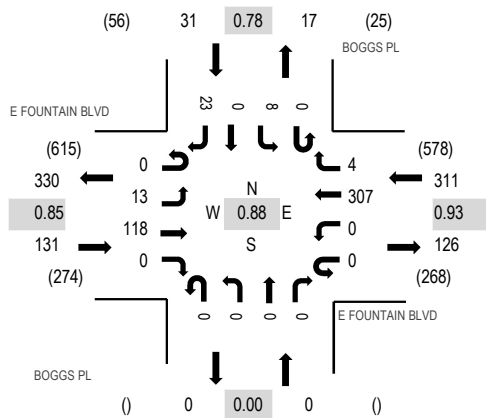 (56) 31 0.78 17 (25)
BOGGS PL
E FOUNTAIN BLVD
23 0 8 0
(615) (578)
330 0 4 311
13 N 307
0.85 W 0.88 E 0.93
131 118 S 0 126
0 0
(274) (268)
0 0 0 0
E FOUNTAIN BLVD
BOGGS PL
() 0 0.00 0 ()